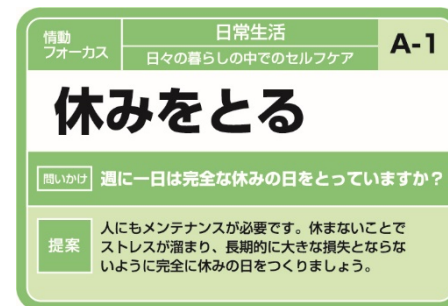 情動
フォーカス
日常生活
日々の暮らしの中でのセルフケア
A-1
休みをとる
問いかけ 週に一日は完全な休みの日をとっていますか？
提案
人にもメンテナンスが必要です。休まないことで
ストレスが溜まり、長期的に大きな損失とならな
いように完全に休みの日をつくりましょう。